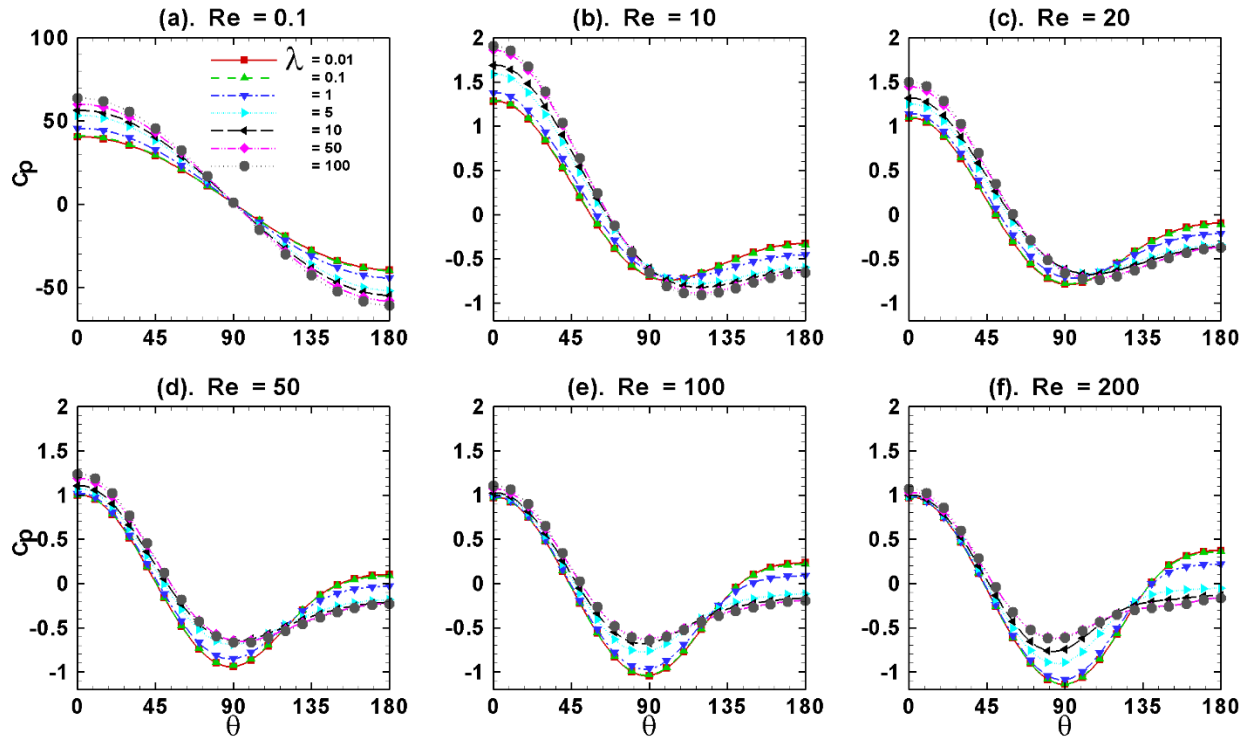 (a). Re = 0.1
(b). Re = 10
(c). Re = 20
100
50
0
-50
cp
λ = 0.01
= 0.1
= 1
= 5
= 10
= 50
= 100
0 45 90 135 180
2
1.5
1
0.5
0
-0.5
-1
0 45 90 135 180
2
1.5
1
0.5
0
-0.5
-1
0 45 90 135 180
(d). Re = 50
(e). Re = 100
(f). Re = 200
2
1.5
1
0.5
0
-0.5
-1
cp
0 45 90 135 180
θ
2
1.5
1
0.5
0
-0.5
-1
0 45 90 135 180
θ
2
1.5
1
0.5
0
-0.5
-1
0 45 90 135 180
θ